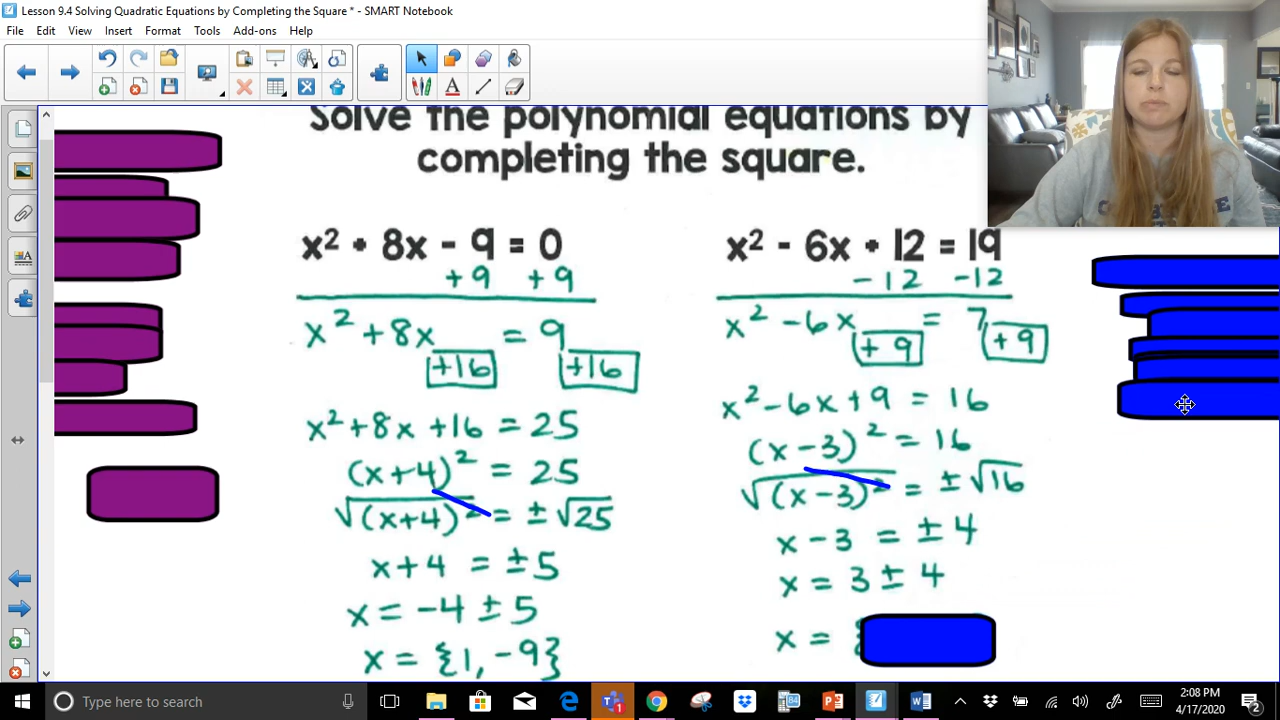 Lesson 9.4 Solving Quadratic Equations by Completing the Square * - SMART Notebook
File Edit View Insert Format Tools Add-ons Help
Solve the polynomial equations by
completing the square.
x² + 8x - 9 = 0
+9 +9
x² + 8x = 9
+16 +16
x² + 8x + 16 = 25
(x+4)² = 25
√(x+4)² = ± √25
x + 4 = ± 5
x = -4 ± 5
x = {1, -9}
x² - 6x + 12 = 19
-12 -12
x² - 6x = 7
+9 +9
x² - 6x + 9 = 16
(x - 3)² = 16
√(x - 3)² = ± √16
x - 3 = ± 4
x = 3 ± 4
x = {
Type here to search
2:08 PM
4/17/2020